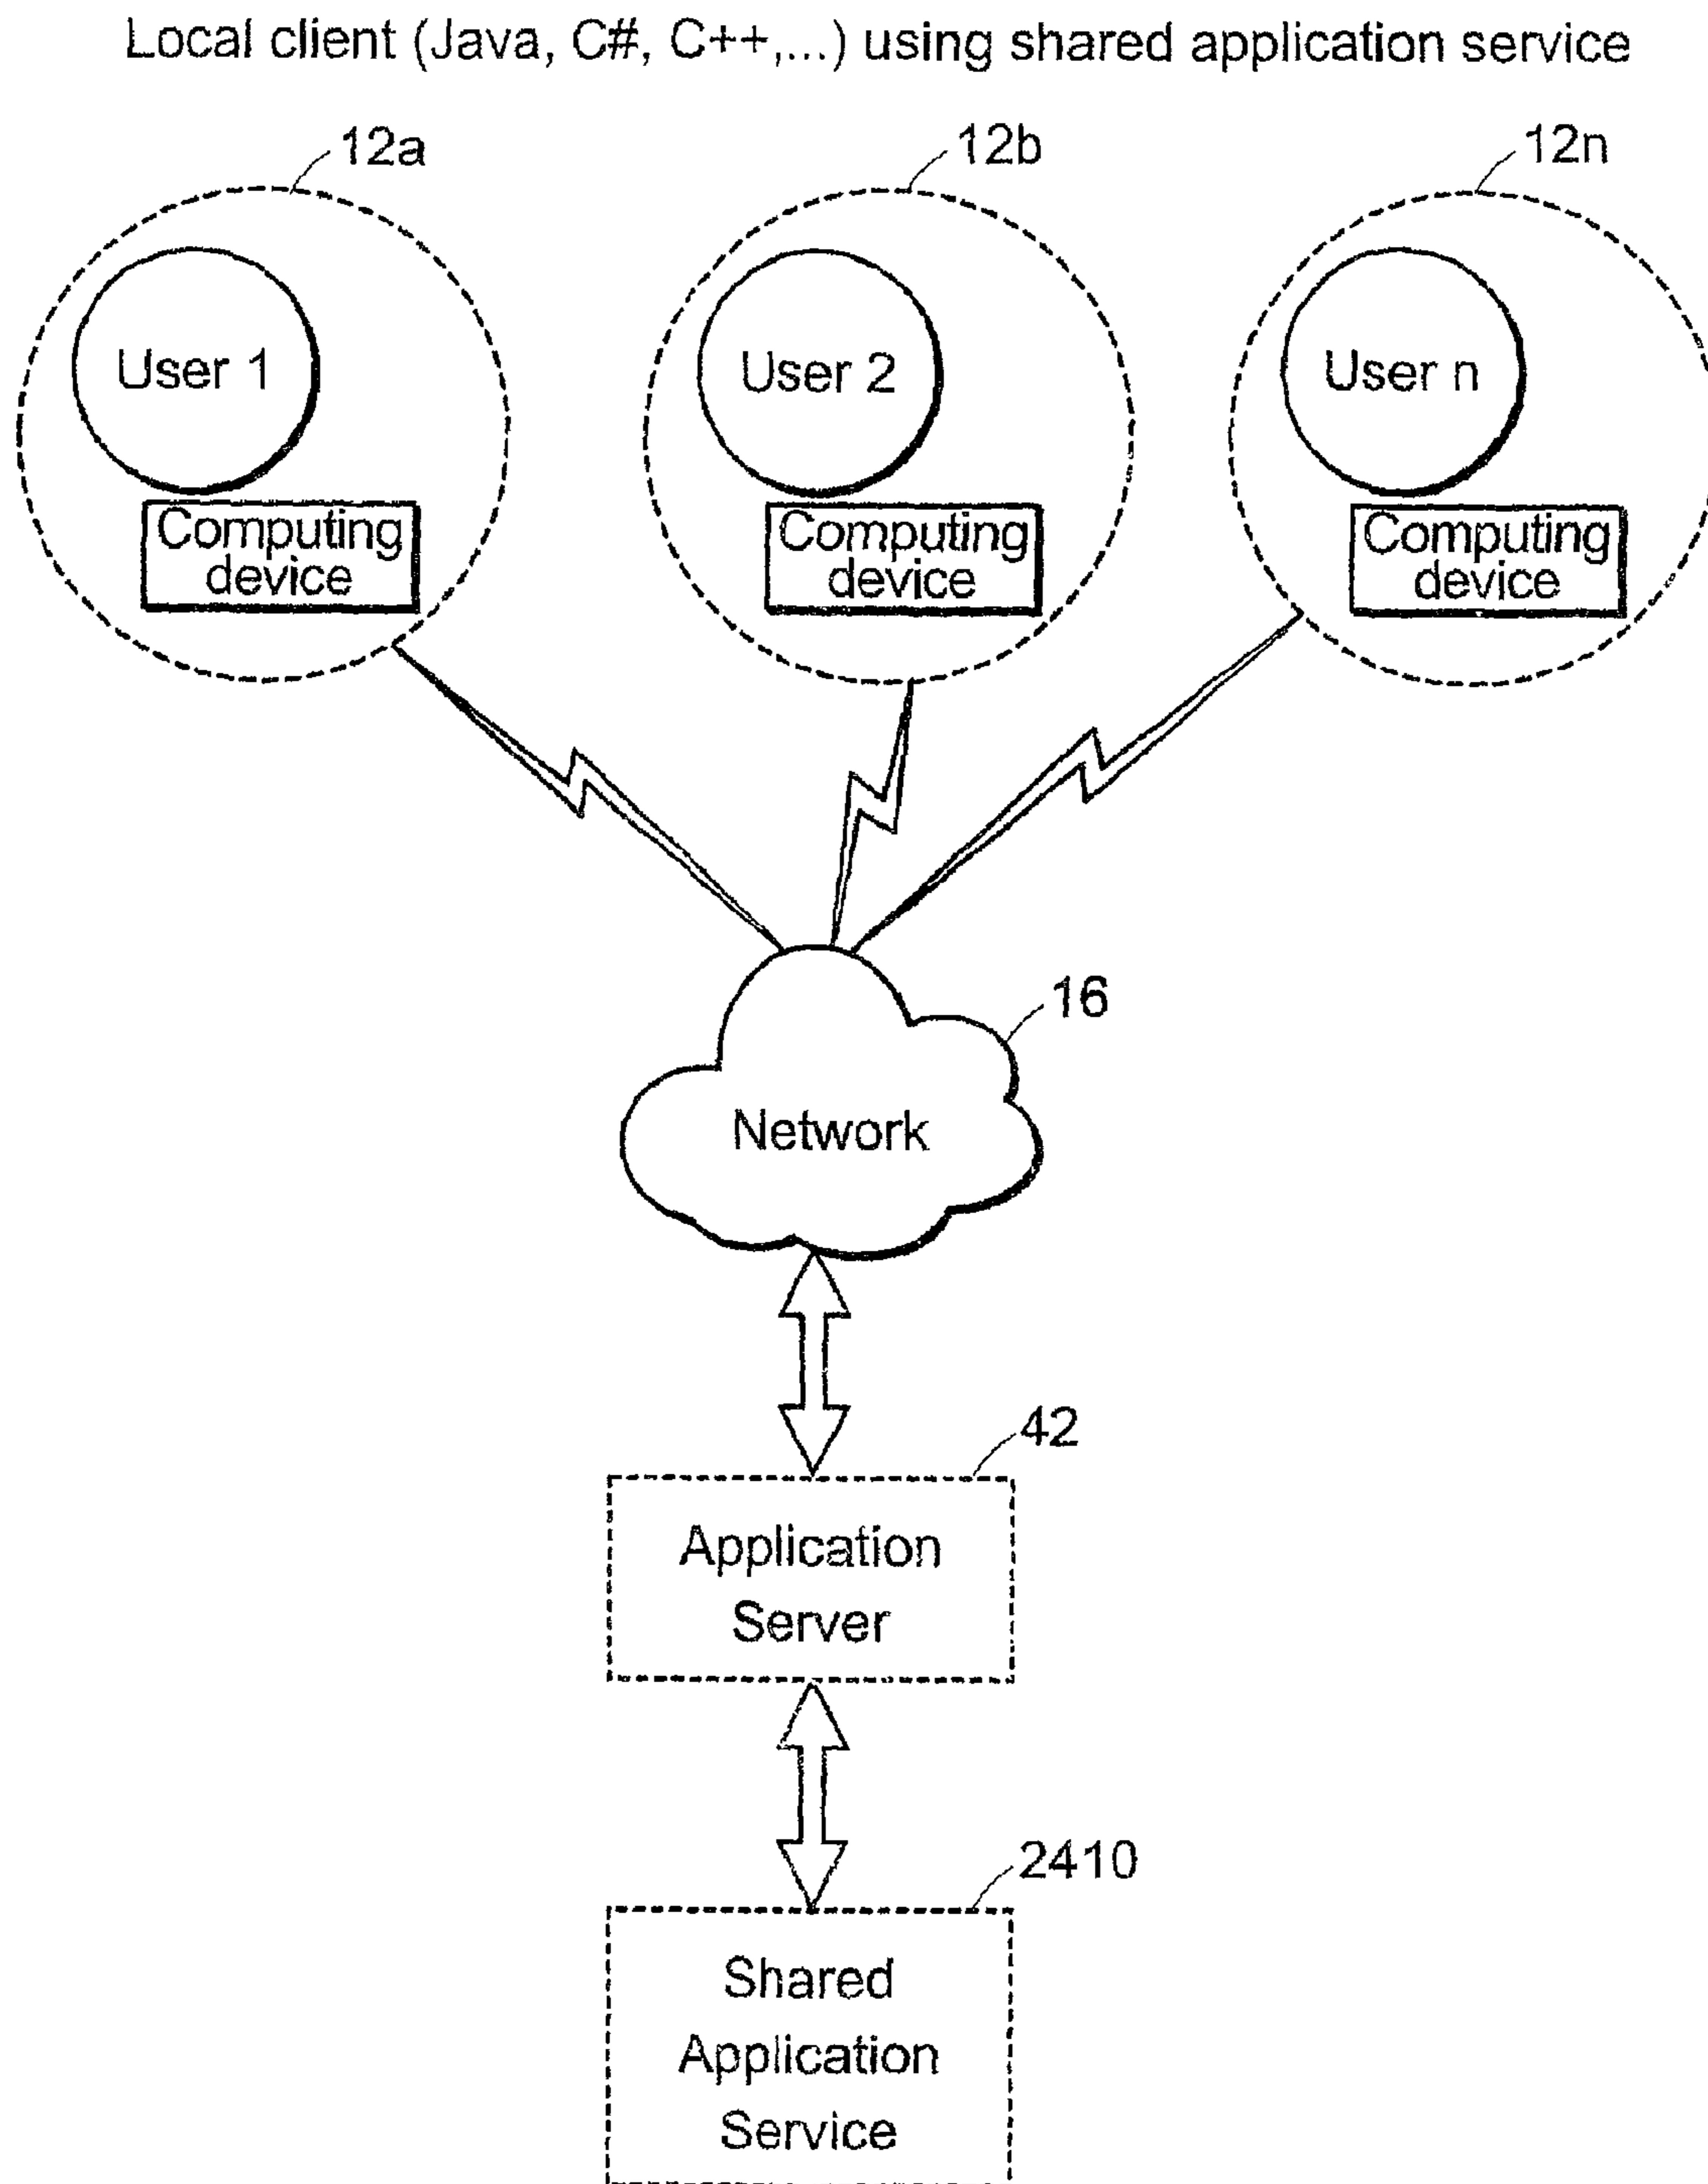 Local client (Java, C#, C++,...) using shared application service
12a
12b
12n
User 1
User 2
User n
Computing
device
Computing
device
Computing
device
16
Network
42
Application
Server
2410
Shared
Application
Service